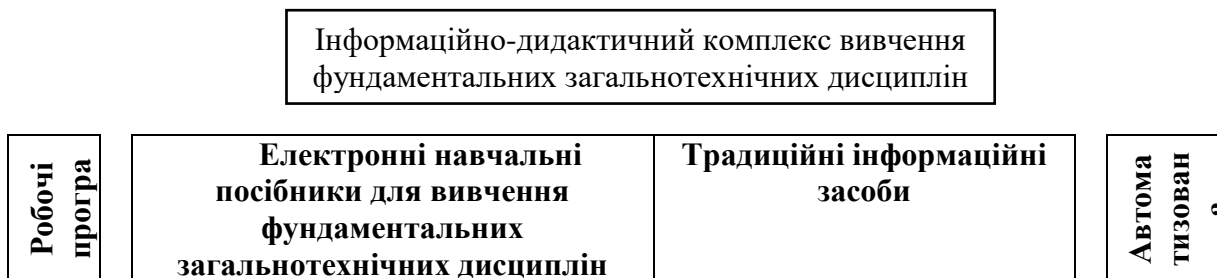 Інформаційно-дидактичний комплекс вивчення
фундаментальних загальнотехнічних дисциплін
Робочі
програ
Електронні навчальні
посібники для вивчення
фундаментальних
загальнотехнічних дисциплін
Традиційні інформаційні
засоби
Автома
тизован